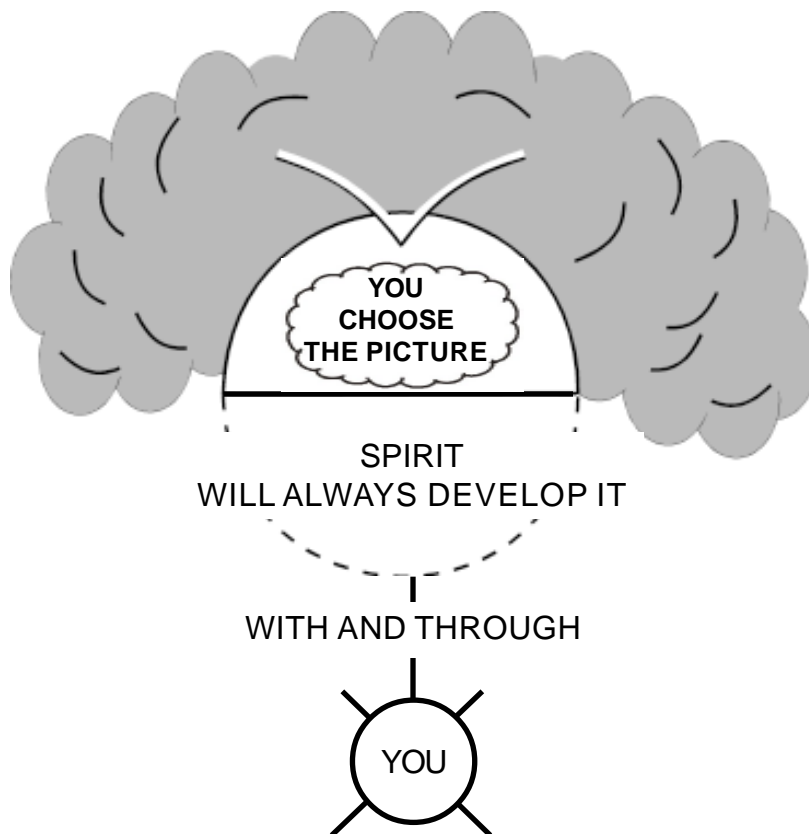 YOU
CHOOSE
THE PICTURE
SPIRIT
WILL ALWAYS DEVELOP IT
WITH AND THROUGH
YOU